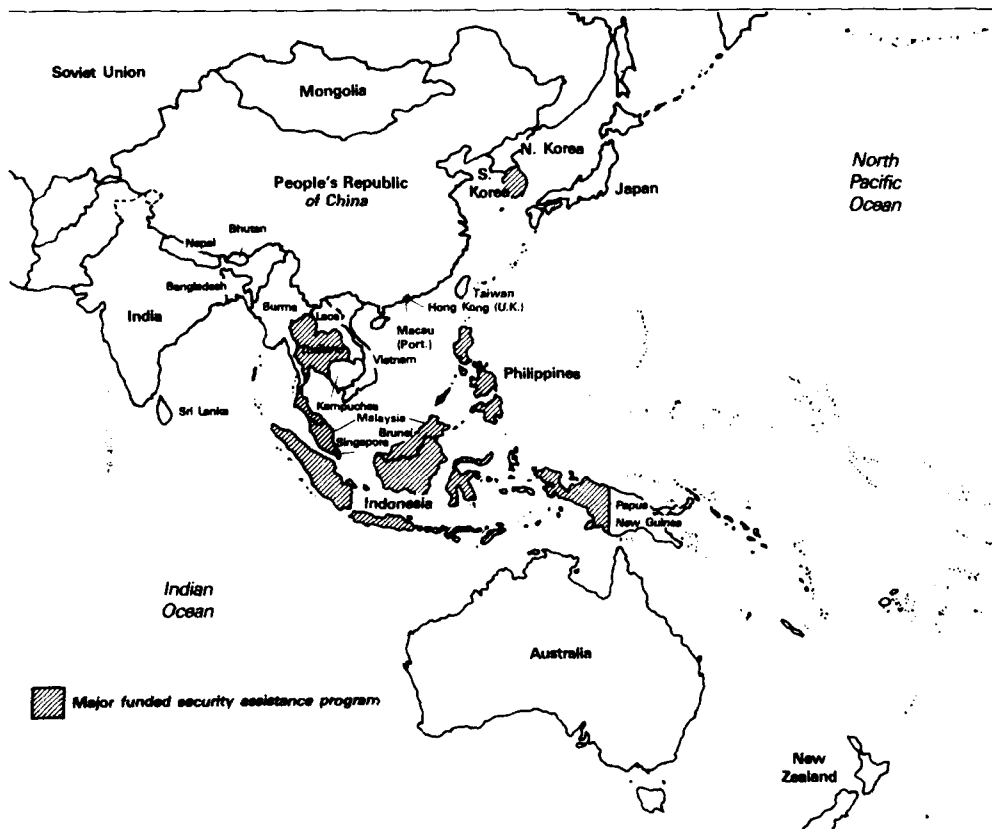 Soviet Union
Mongolia
N. Korea
S.
Korea
Japan
North
Pacific
Ocean
People's Republic
of China
Nepal
Bhutan
Bangladesh
India
Burma
Laos
Taiwan
Hong Kong (U.K.)
Macau
(Port.)
Thailand
Vietnam
Philippines
Sri Lanka
Kampuchea
Malaysia
Brunei
Singapore
Indonesia
Papua
New Guinea
Indian
Ocean
Australia
Major funded security assistance program
New
Zealand